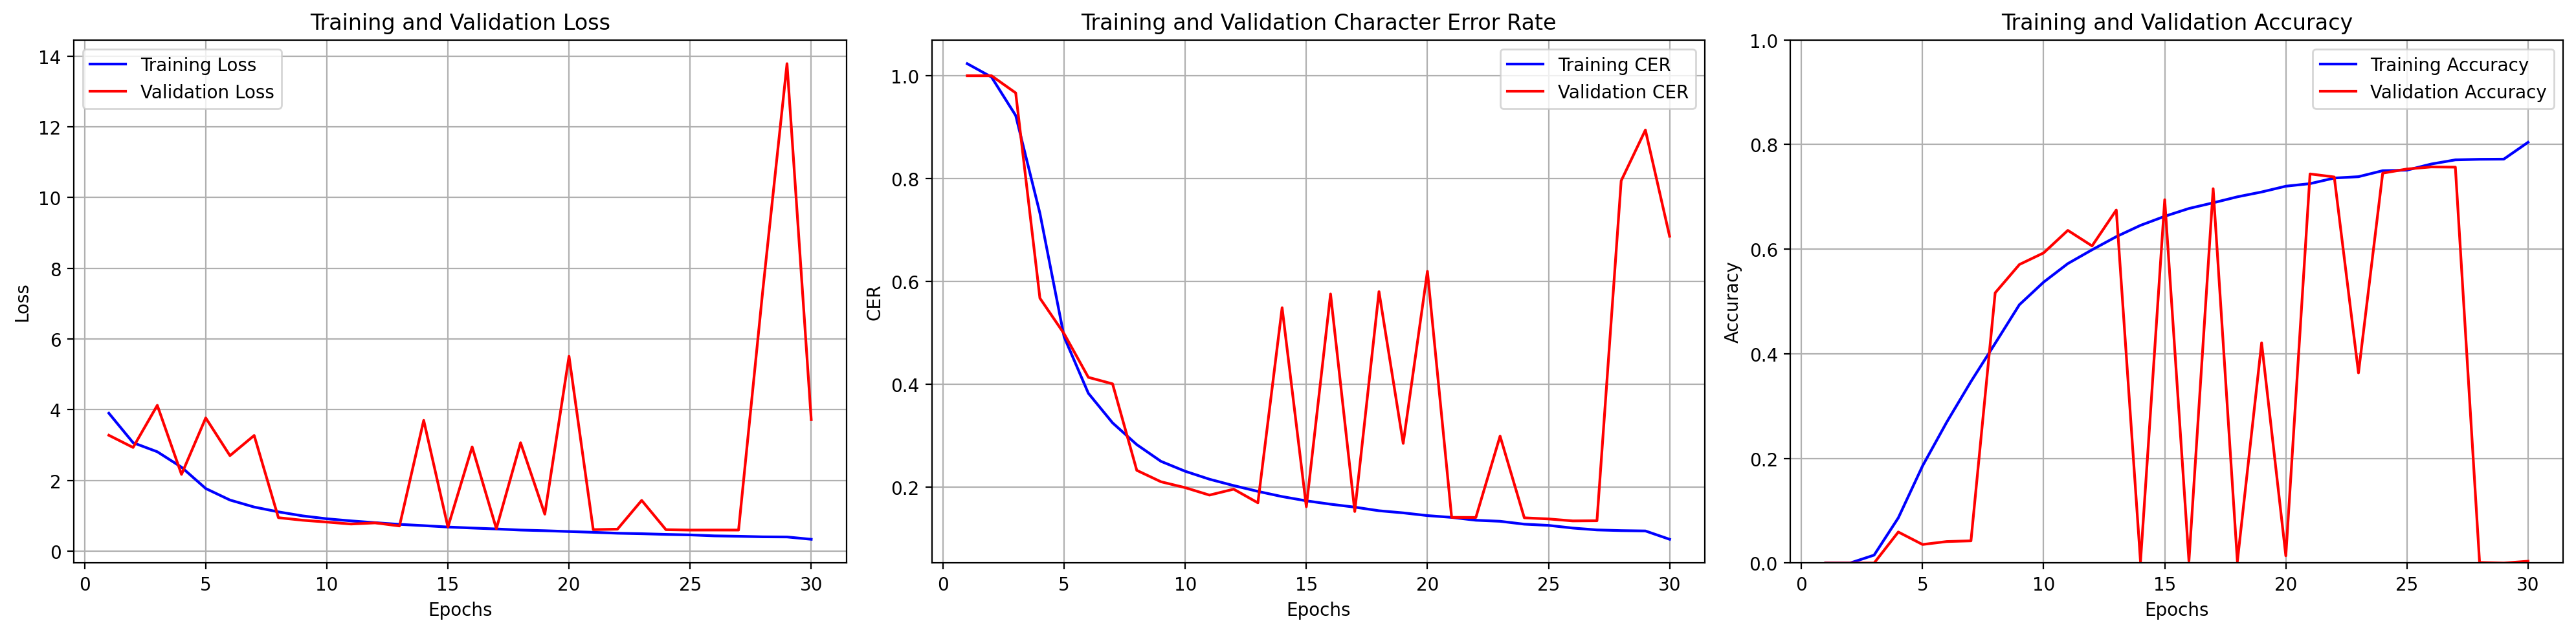 Training and Validation Loss
14
12
10
8
6
4
2
0
Loss
Training Loss
Validation Loss
0 5 10 15 20 25 30
Epochs
Training and Validation Character Error Rate
1.0
0.8
0.6
0.4
0.2
CER
Training CER
Validation CER
0 5 10 15 20 25 30
Epochs
Training and Validation Accuracy
1.0
0.8
0.6
0.4
0.2
0.0
Accuracy
Training Accuracy
Validation Accuracy
0 5 10 15 20 25 30
Epochs